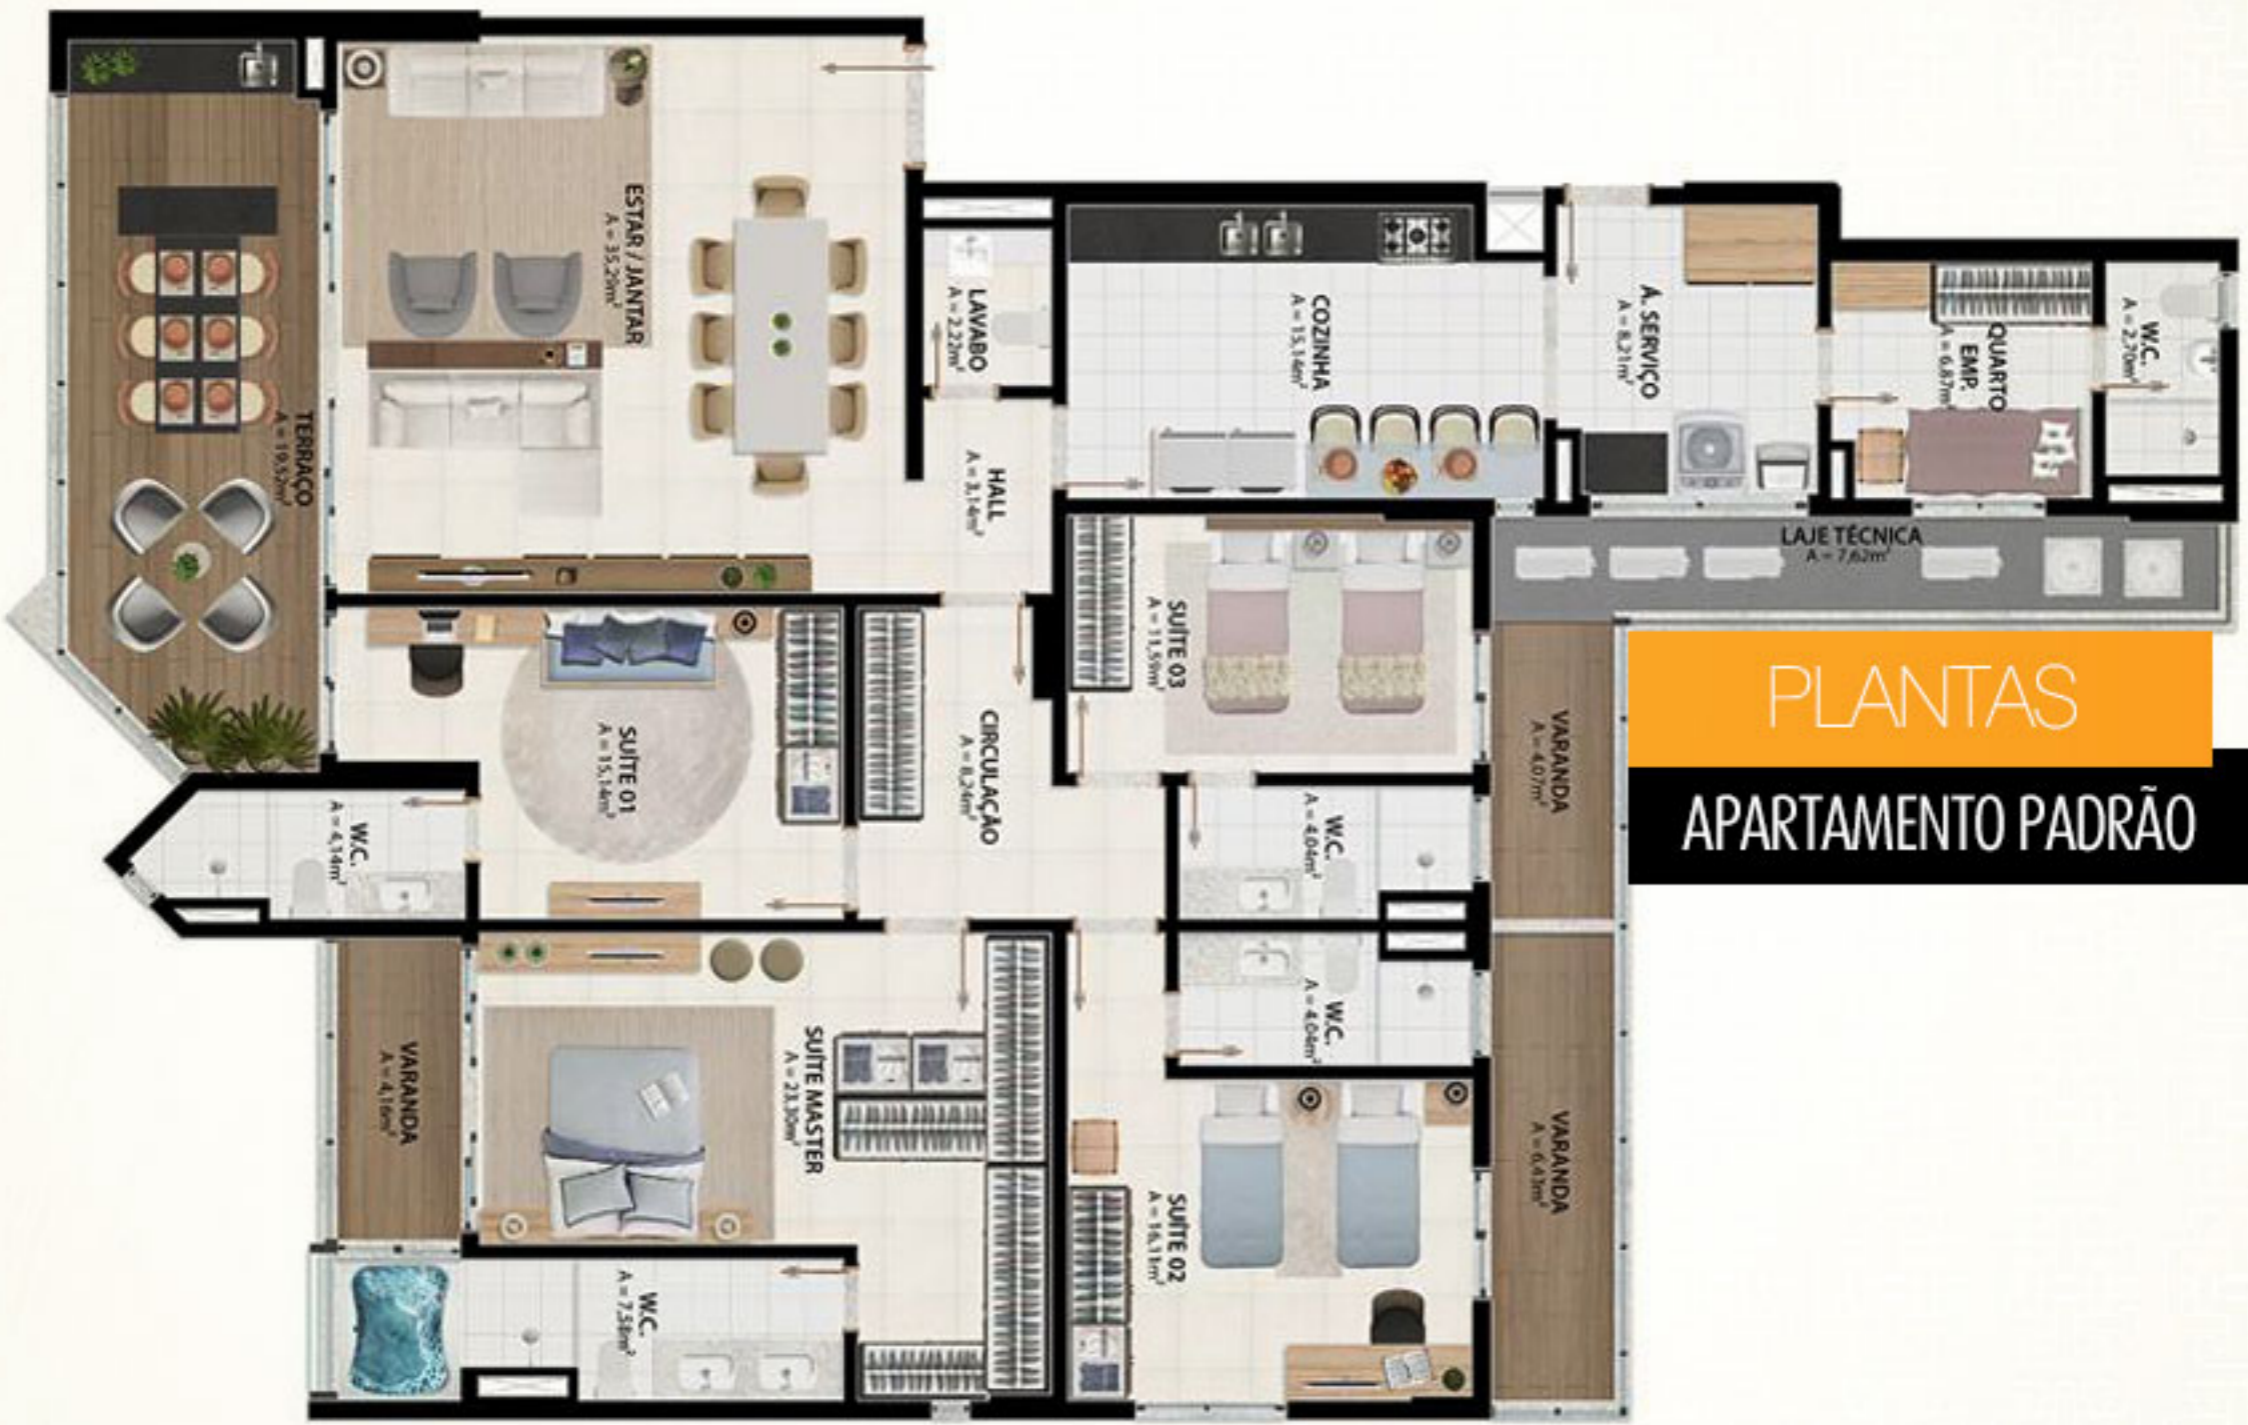 ESTAR / JANTAR
A = 35,29m²
TERRAÇO
A = 19,52m²
LAVABO
A = 2,22m²
HALL
A = 3,14m²
COZINHA
A = 15,14m²
Á. SERVIÇO
A = 8,21m²
QUARTO
EMP.
A = 6,87m²
W.C.
A = 2,70m²
LAJE TÉCNICA
A = 7,62m²
PLANTAS
APARTAMENTO PADRÃO
SUÍTE 01
A = 15,14m²
CIRCULAÇÃO
A = 8,24m²
SUÍTE 03
A = 11,59m²
VARANDA
A = 4,07m²
W.C.
A = 4,14m²
W.C.
A = 4,04m²
W.C.
A = 4,04m²
VARANDA
A = 4,16m²
SUÍTE MASTER
A = 23,30m²
SUÍTE 02
A = 16,11m²
VARANDA
A = 6,43m²
W.C.
A = 7,58m²